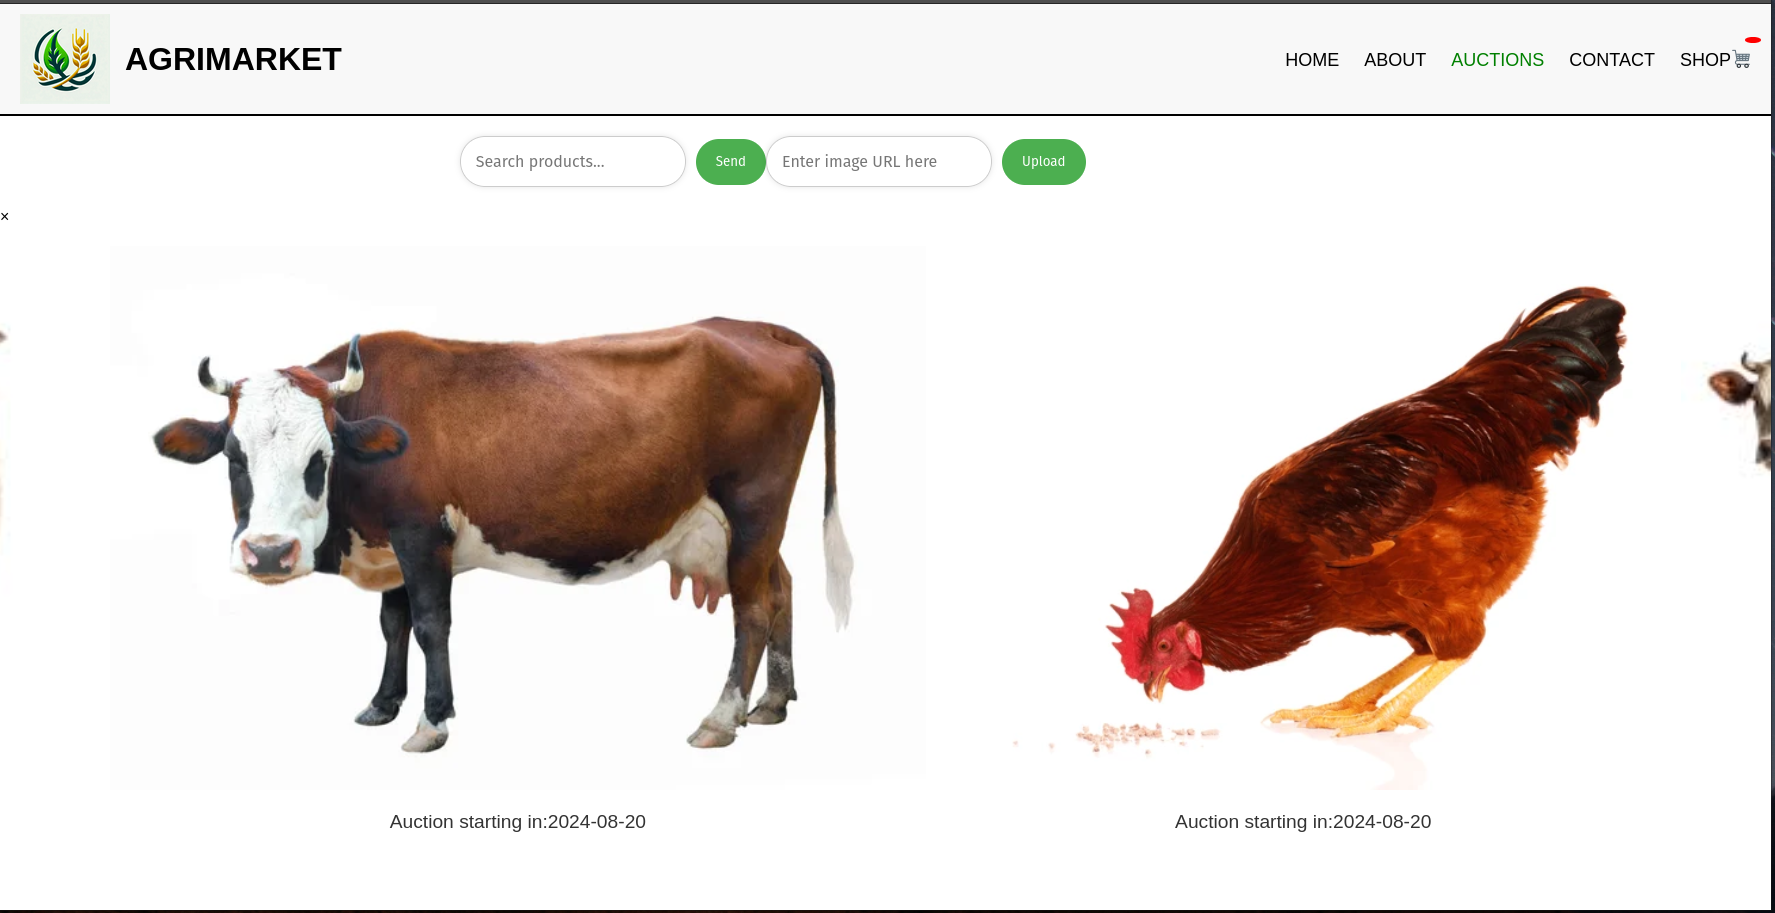 AGRIMARKET
HOME ABOUT AUCTIONS CONTACT SHOP
Search products... Send Enter image URL here Upload
×
Auction starting in:2024-08-20 Auction starting in:2024-08-20